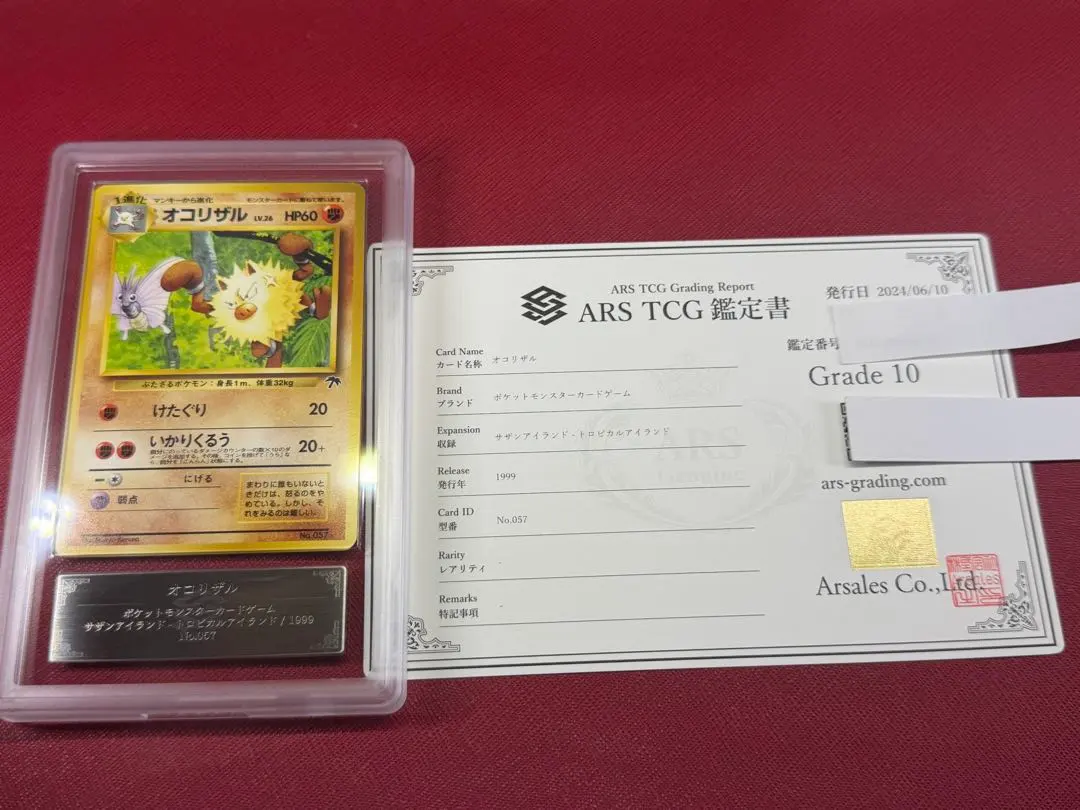 1進化 マンキーから進化
モンスターカードに重ねて使います。
オコリザル LV.26 HP60
ぶたざるポケモン：身長1m、体重32kg
けたぐり 20
いかりくるう 20+
にげる
弱点
まわりに誰もいないと
きだけは、怒るのをや
めている。しかし、そ
れをみるのは難しい。
No.057
オコリザル
ポケットモンスターカードゲーム
サザンアイランド - トロピカルアイランド / 1999
No.057
ARS TCG Grading Report
ARS TCG 鑑定書
発行日 2024/06/10
鑑定番号
Grade 10
Card Name
カード名称 オコリザル
Brand
ブランド ポケットモンスターカードゲーム
Expansion
収録 サザンアイランド - トロピカルアイランド
Release
発行年 1999
Card ID
型番 No.057
Rarity
レアリティ -
Remarks
特記事項 -
ars-grading.com
Arsales Co.,Ltd.
ARS